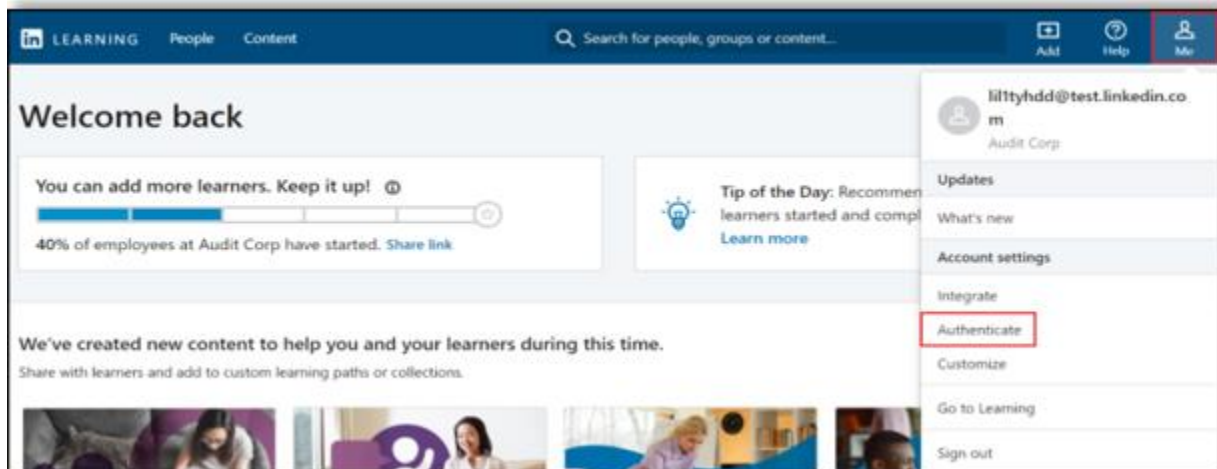 in LEARNING People Content Search for people, groups or content... Add Help Me
Welcome back
You can add more learners. Keep it up!
40% of employees at Audit Corp have started. Share link
Tip of the Day: Recommen
learners started and compl
Learn more
lil1tyhdd@test.linkedin.co
m
Audit Corp
Updates
What's new
Account settings
Integrate
Authenticate
Customize
Go to Learning
Sign out
We've created new content to help you and your learners during this time.
Share with learners and add to custom learning paths or collections.